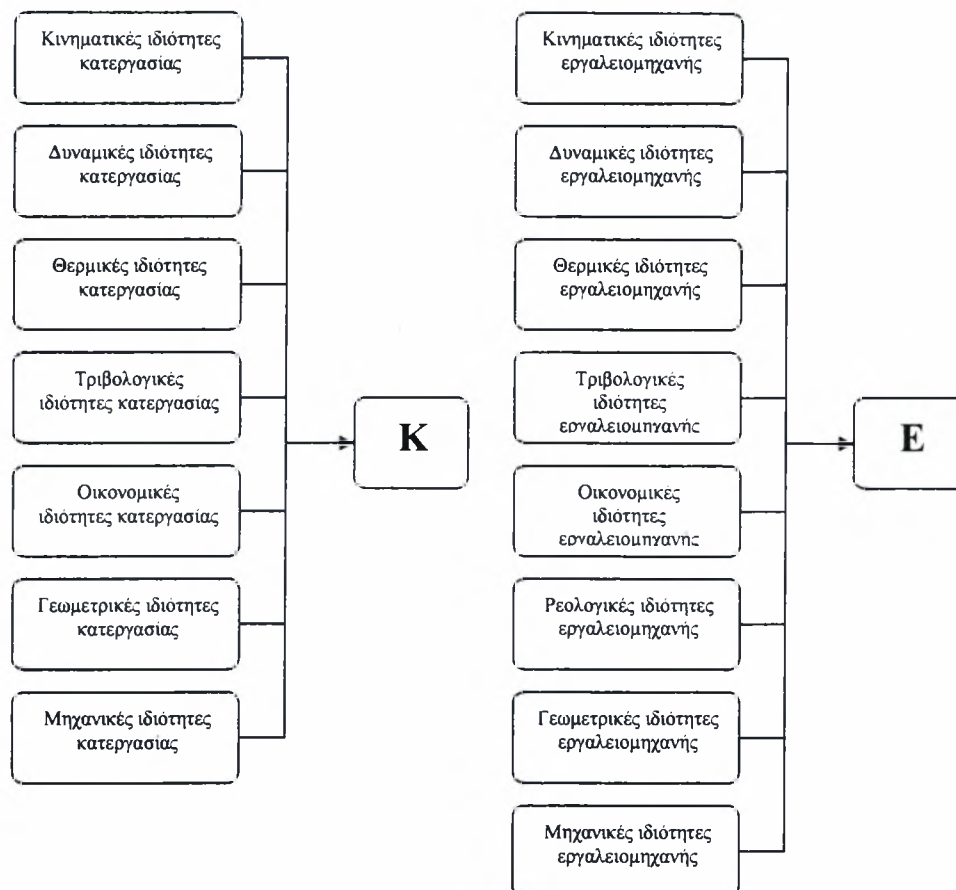 Κινηματικές ιδιότητες
κατεργασίας
Δυναμικές ιδιότητες
κατεργασίας
Θερμικές ιδιότητες
κατεργασίας
Τριβολογικές
ιδιότητες κατεργασίας
Οικονομικές
ιδιότητες κατεργασίας
Γεωμετρικές ιδιότητες
κατεργασίας
Μηχανικές ιδιότητες
κατεργασίας
Κ
Κινηματικές ιδιότητες
εργαλειομηχανής
Δυναμικές ιδιότητες
εργαλειομηχανής
Θερμικές ιδιότητες
εργαλειομηχανής
Τριβολογικές
ιδιότητες
εργαλειομηχανής
Οικονομικές
ιδιότητες
εργαλειομηχανής
Ρεολογικές ιδιότητες
εργαλειομηχανής
Γεωμετρικές ιδιότητες
εργαλειομηχανής
Μηχανικές ιδιότητες
εργαλειομηχανής
Ε